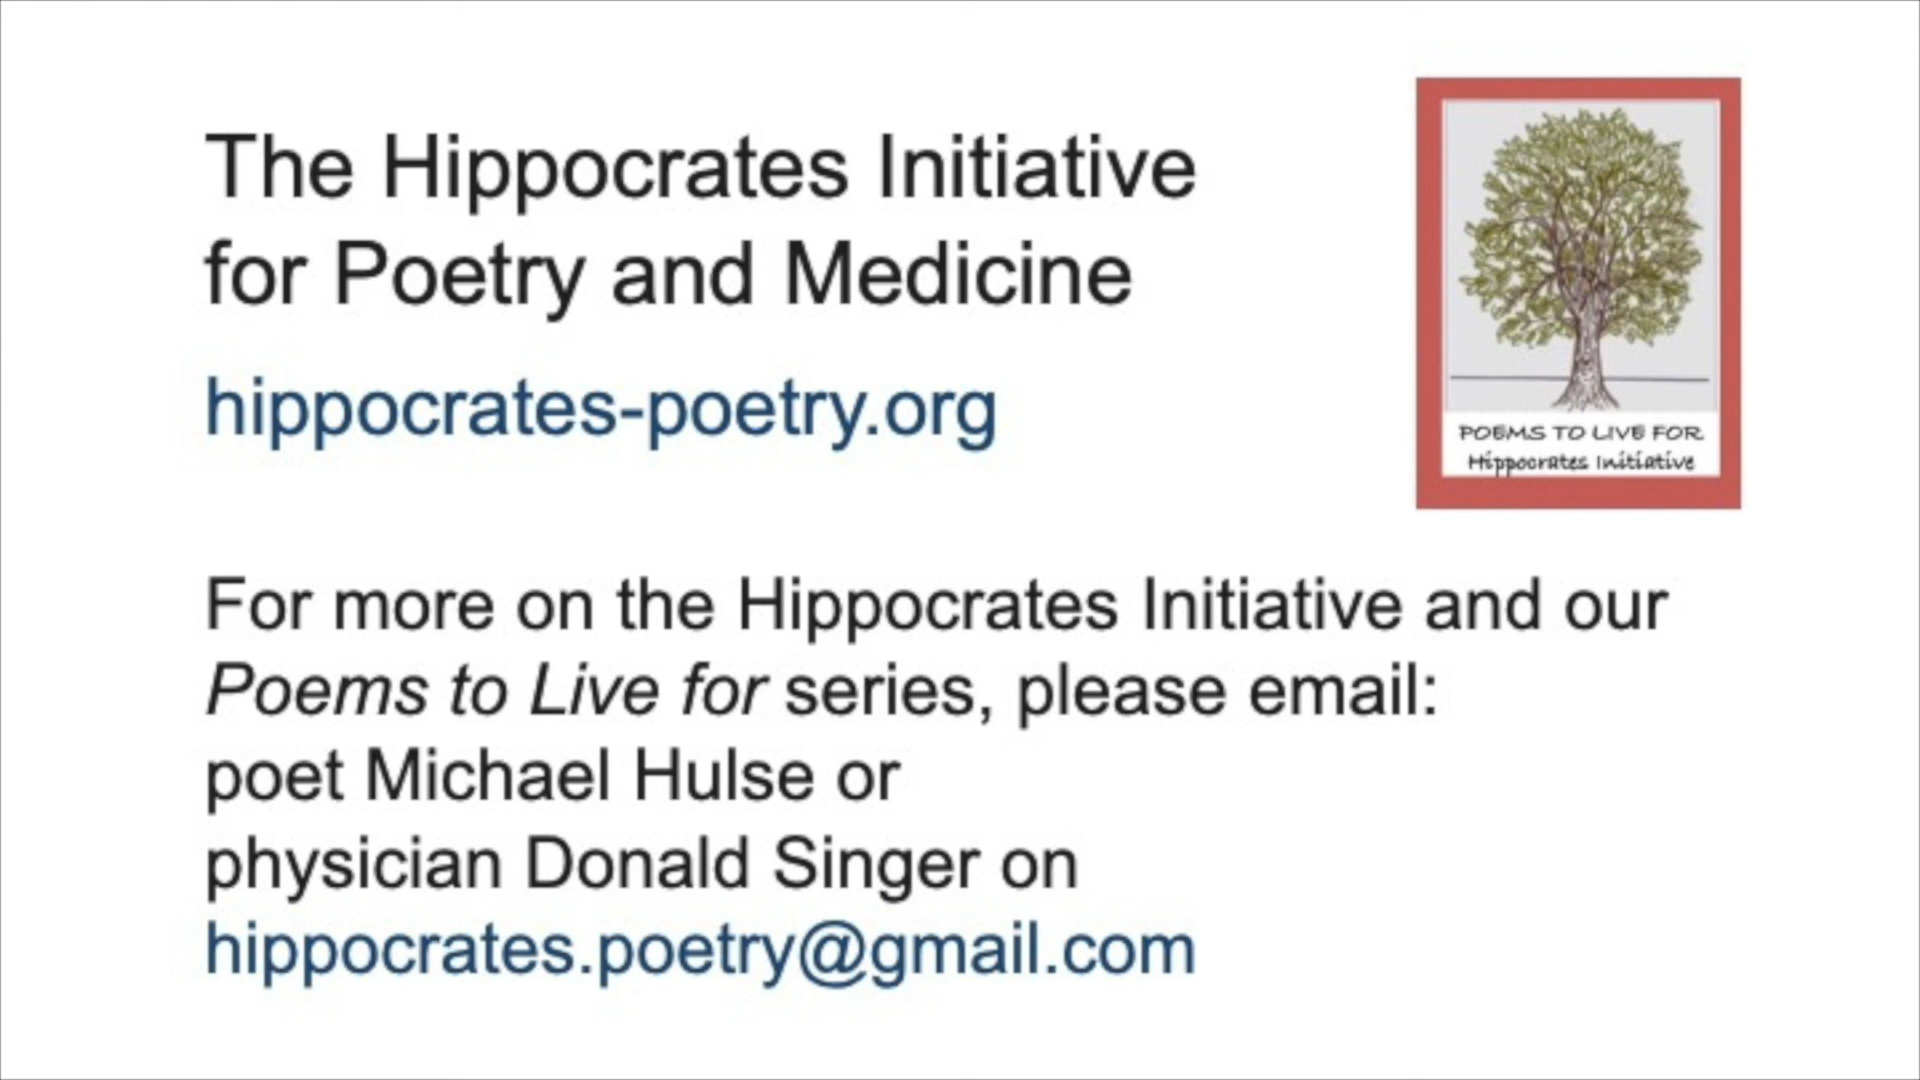 The Hippocrates Initiative
for Poetry and Medicine
hippocrates-poetry.org
POEMS TO LIVE FOR
Hippocrates Initiative
For more on the Hippocrates Initiative and our
Poems to Live for series, please email:
poet Michael Hulse or
physician Donald Singer on
hippocrates.poetry@gmail.com